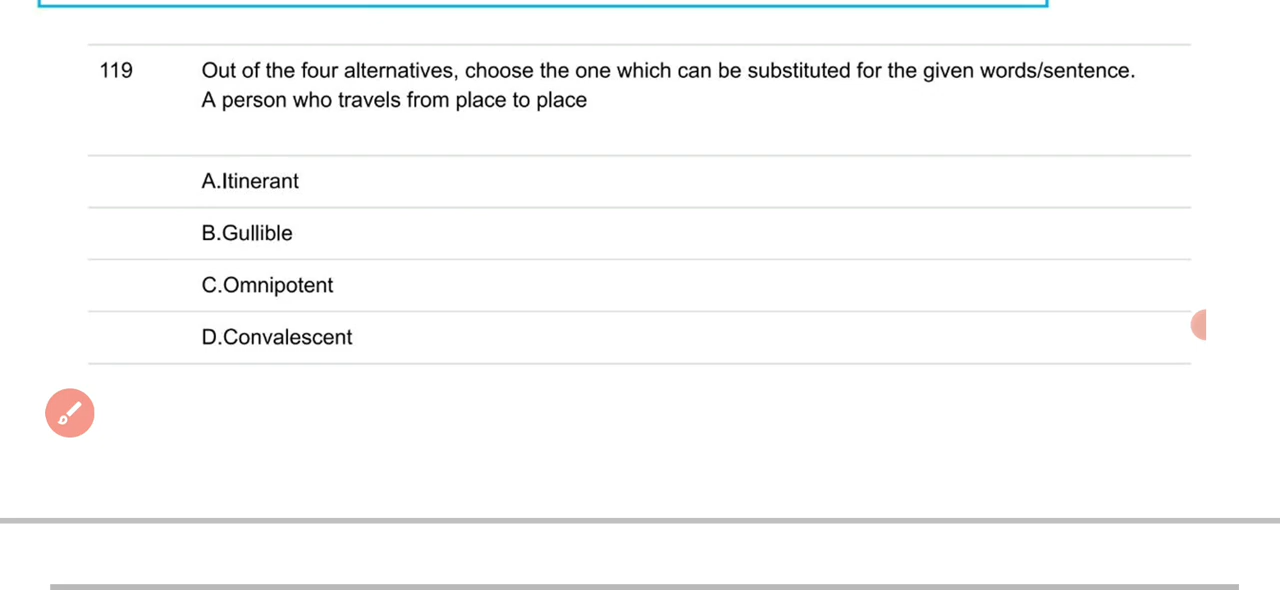 119 Out of the four alternatives, choose the one which can be substituted for the given words/sentence.
A person who travels from place to place
A.Itinerant
B.Gullible
C.Omnipotent
D.Convalescent